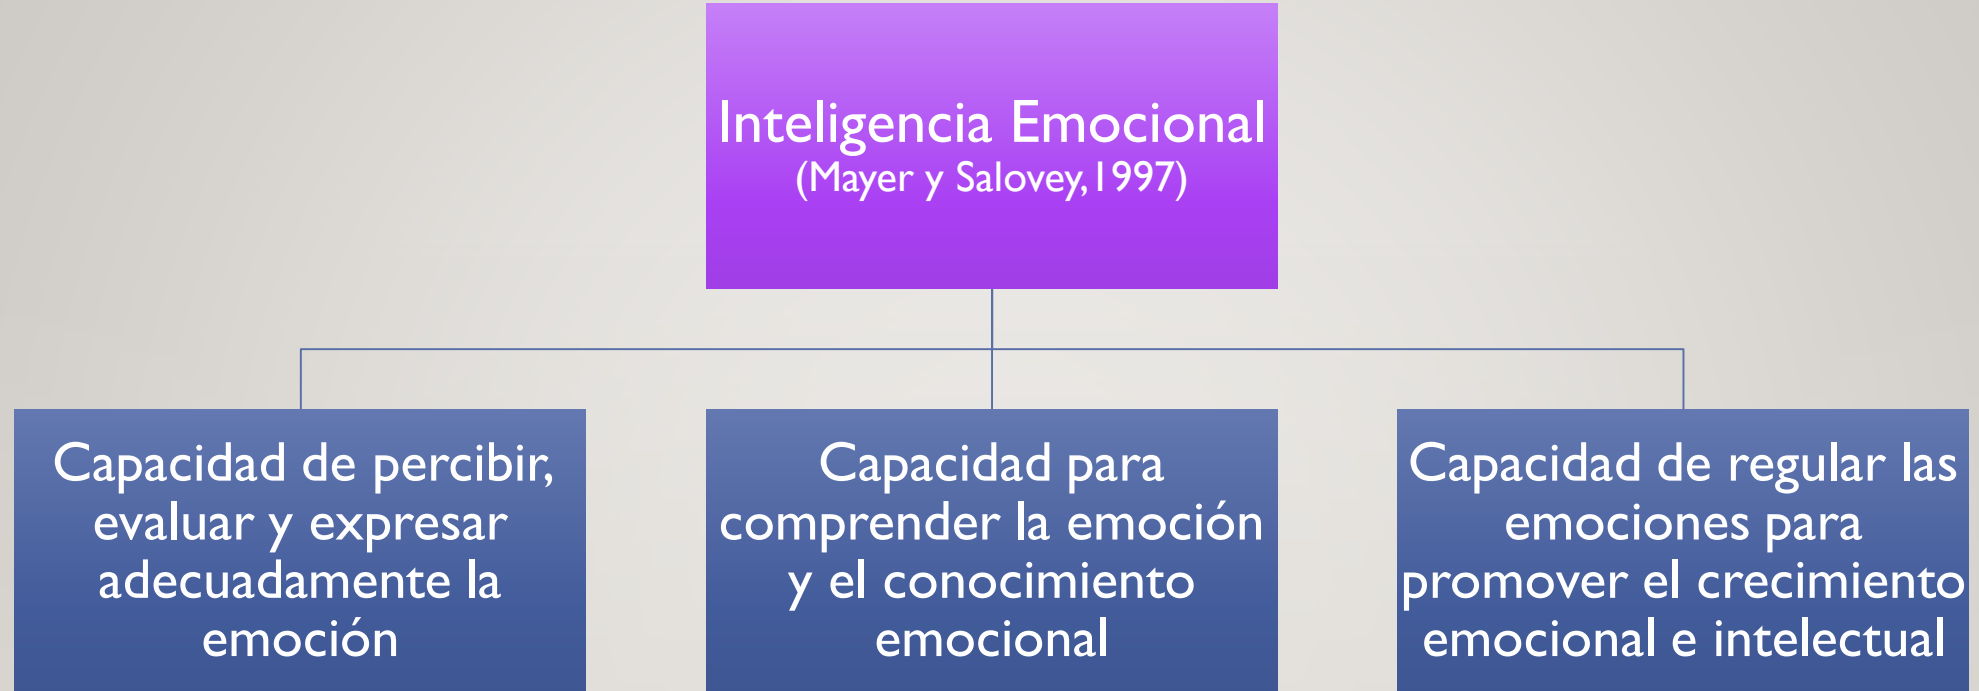 Inteligencia Emocional
(Mayer y Salovey,1997)
Capacidad de percibir,
evaluar y expresar
adecuadamente la
emoción
Capacidad para
comprender la emoción
y el conocimiento
emocional
Capacidad de regular las
emociones para
promover el crecimiento
emocional e intelectual